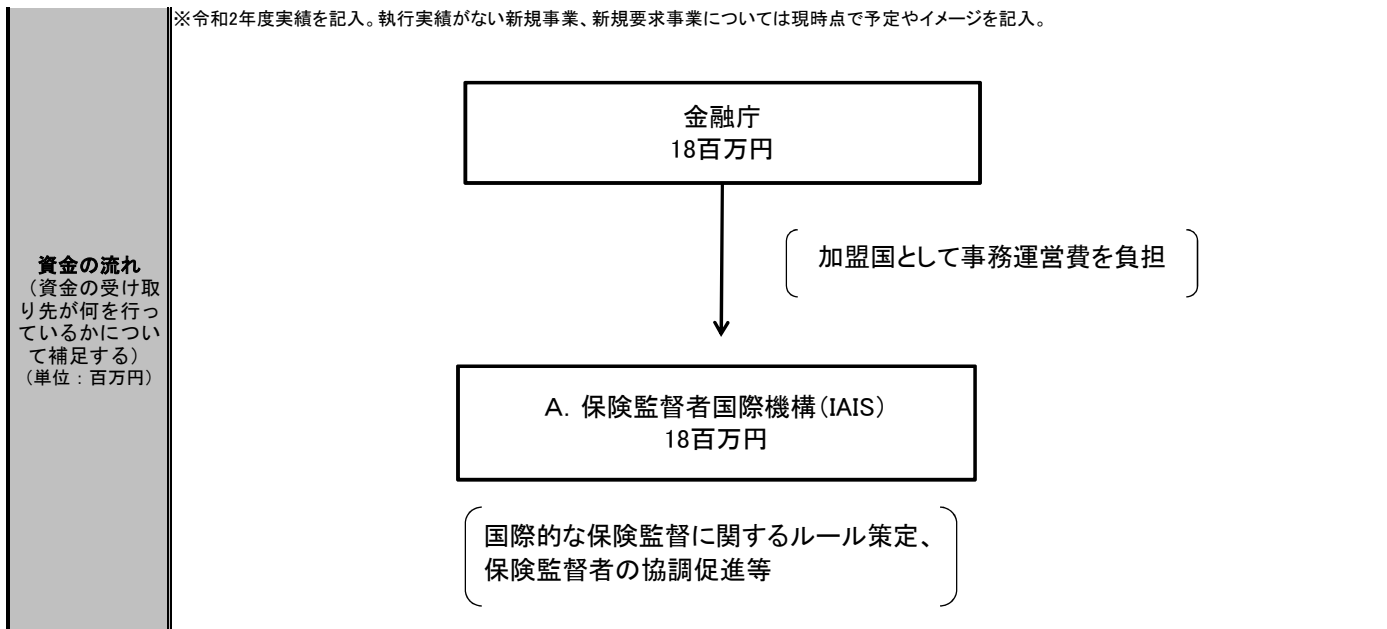 ※令和2年度実績を記入。執行実績がない新規事業、新規要求事業については現時点で予定やイメージを記入。
資金の流れ
（資金の受け取
り先が何を行っ
ているかについ
て補足する）
（単位：百万円）
金融庁
18百万円
加盟国として事務運営費を負担
A．保険監督者国際機構（IAIS）
18百万円
国際的な保険監督に関するルール策定、
保険監督者の協調促進等